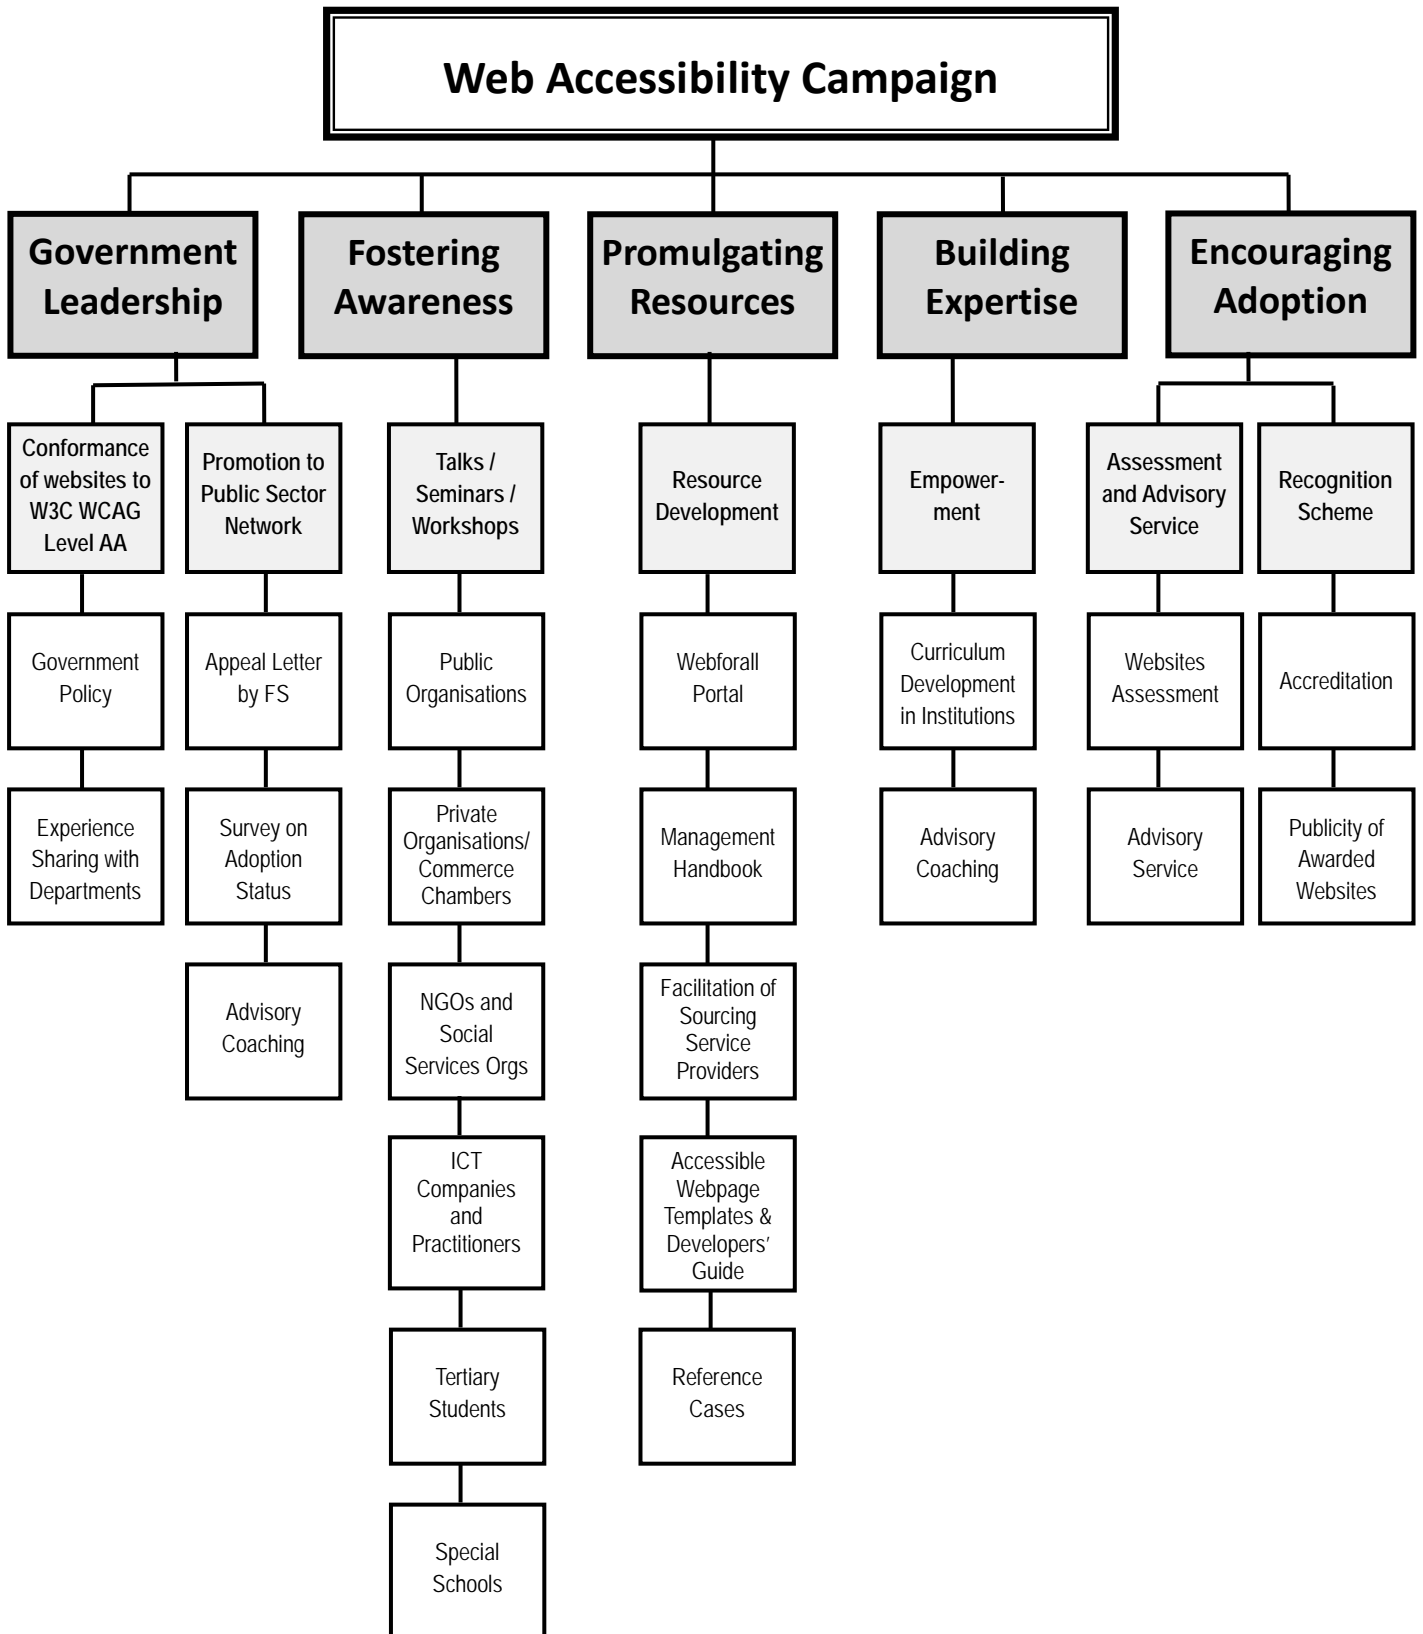 Web Accessibility Campaign
Government
Leadership
Fostering
Awareness
Promulgating
Resources
Building
Expertise
Encouraging
Adoption
Conformance
of websites to
W3C WCAG
Level AA
Promotion to
Public Sector
Network
Talks /
Seminars /
Workshops
Resource
Development
Empower-
ment
Assessment
and Advisory
Service
Recognition
Scheme
Government
Policy
Appeal Letter
by FS
Public
Organisations
Webforall
Portal
Curriculum
Development
in Institutions
Websites
Assessment
Accreditation
Experience
Sharing with
Departments
Survey on
Adoption
Status
Private
Organisations/
Commerce
Chambers
Management
Handbook
Advisory
Coaching
Advisory
Service
Publicity of
Awarded
Websites
Advisory
Coaching
NGOs and
Social
Services Orgs
Facilitation of
Sourcing
Service
Providers
ICT
Companies
and
Practitioners
Accessible
Webpage
Templates &
Developers’
Guide
Tertiary
Students
Reference
Cases
Special
Schools